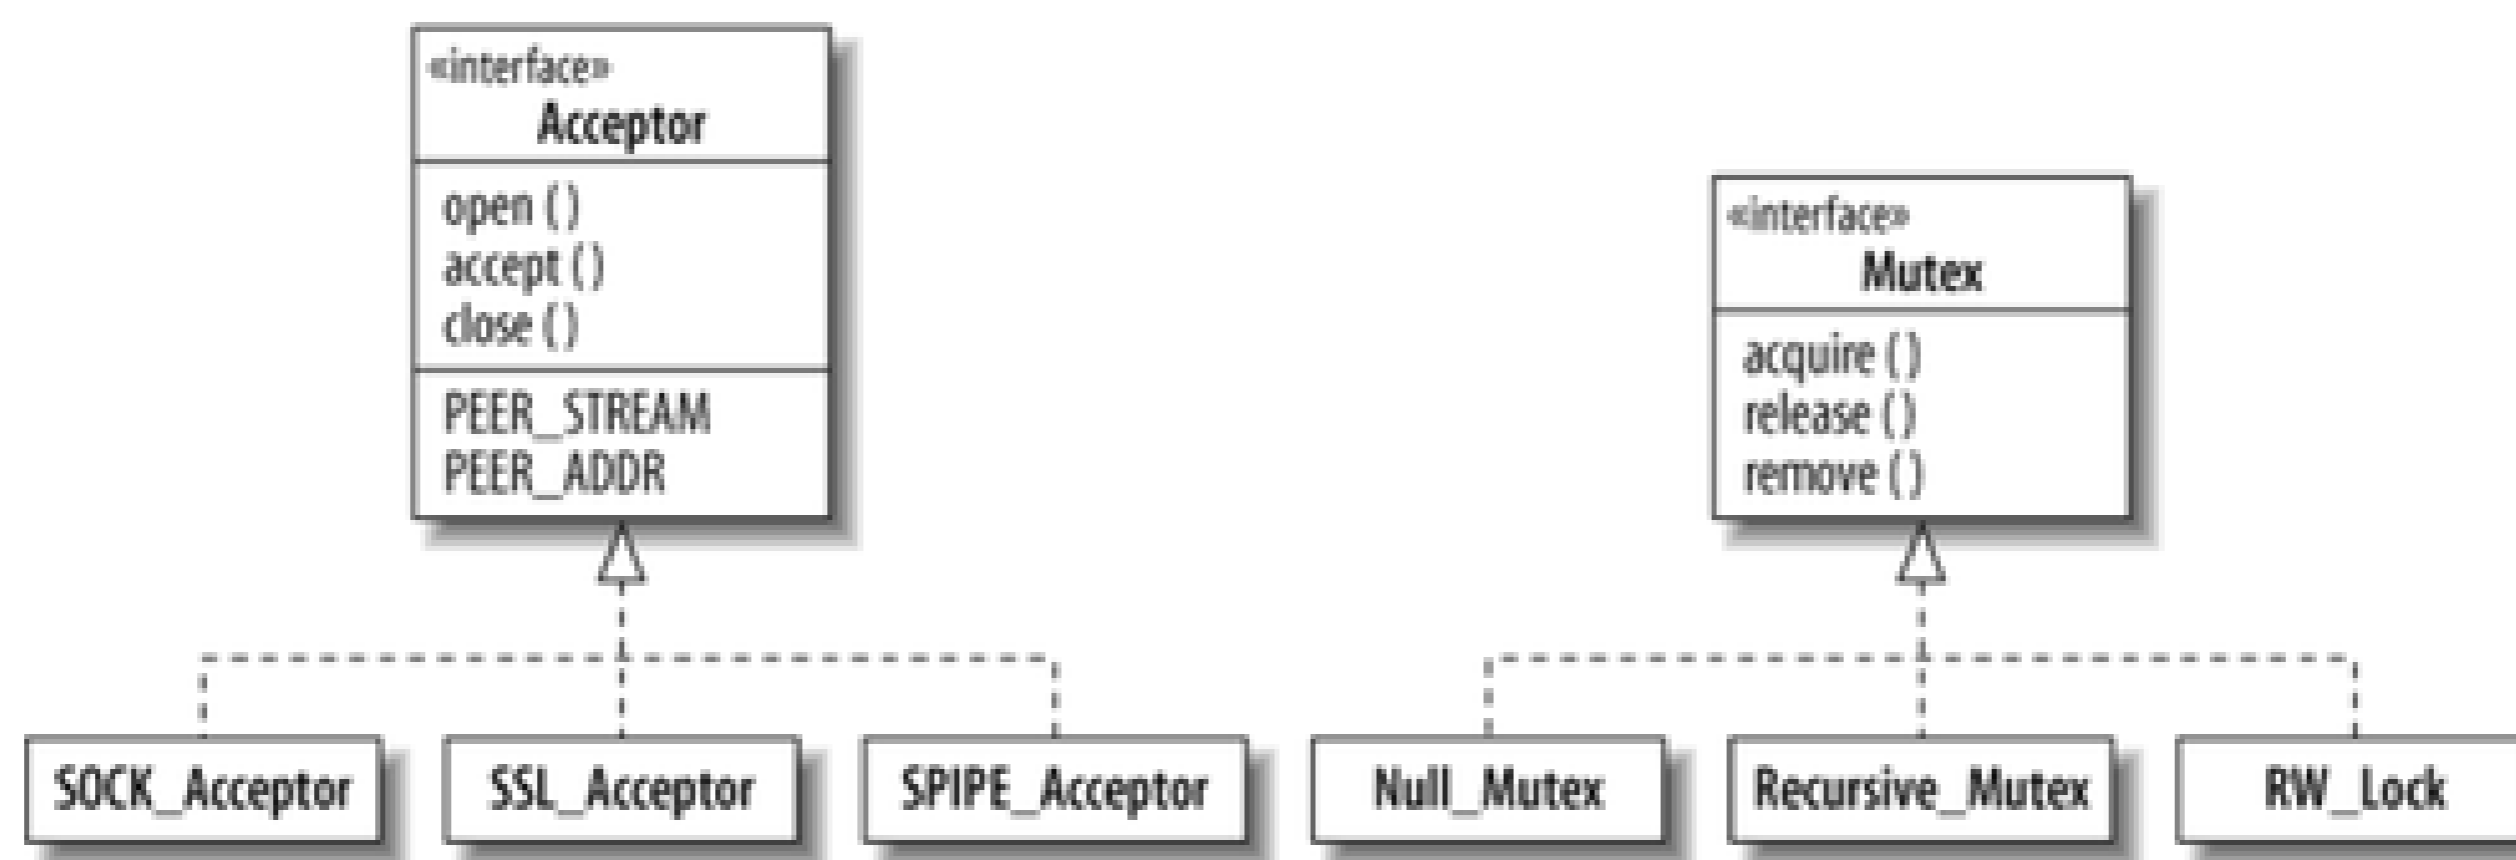 «interface»
Acceptor
open ( )
accept ( )
close ( )
PEER_STREAM
PEER_ADDR
«interface»
Mutex
acquire ( )
release ( )
remove ( )
SOCK_Acceptor
SSL_Acceptor
SPIPE_Acceptor
Null_Mutex
Recursive_Mutex
RW_Lock